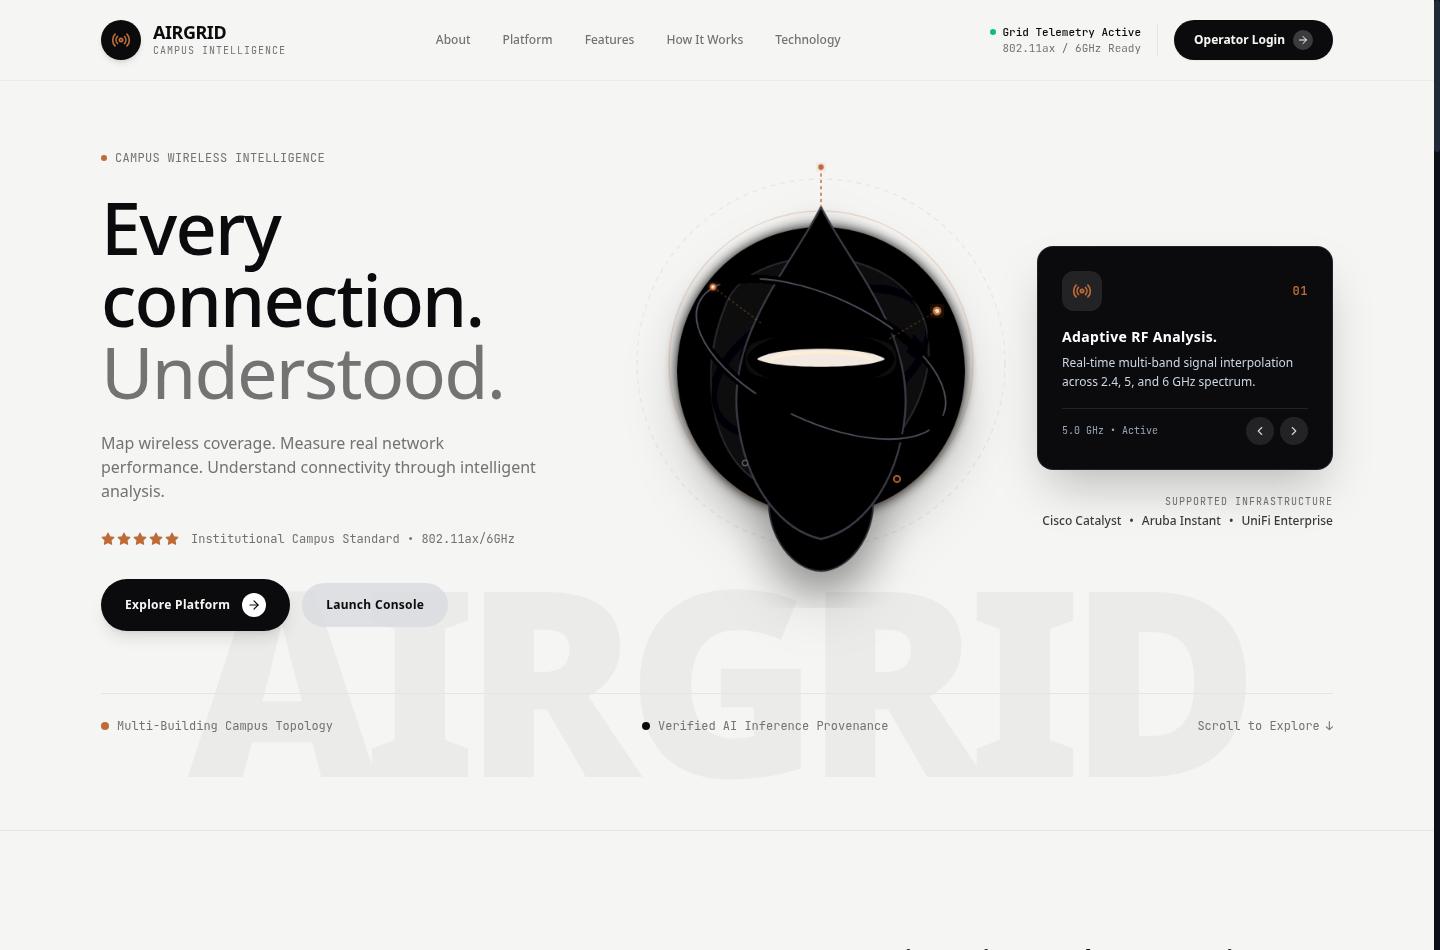 AIRGRID
CAMPUS INTELLIGENCE
About
Platform
Features
How It Works
Technology
Grid Telemetry Active
802.11ax / 6GHz Ready
Operator Login
CAMPUS WIRELESS INTELLIGENCE
Every
connection.
Understood.
Map wireless coverage. Measure real network
performance. Understand connectivity through intelligent
analysis.
Institutional Campus Standard • 802.11ax/6GHz
Explore Platform
Launch Console
01
Adaptive RF Analysis.
Real-time multi-band signal interpolation
across 2.4, 5, and 6 GHz spectrum.
5.0 GHz • Active
SUPPORTED INFRASTRUCTURE
Cisco Catalyst • Aruba Instant • UniFi Enterprise
AIRGRID
Multi-Building Campus Topology
Verified AI Inference Provenance
Scroll to Explore ↓